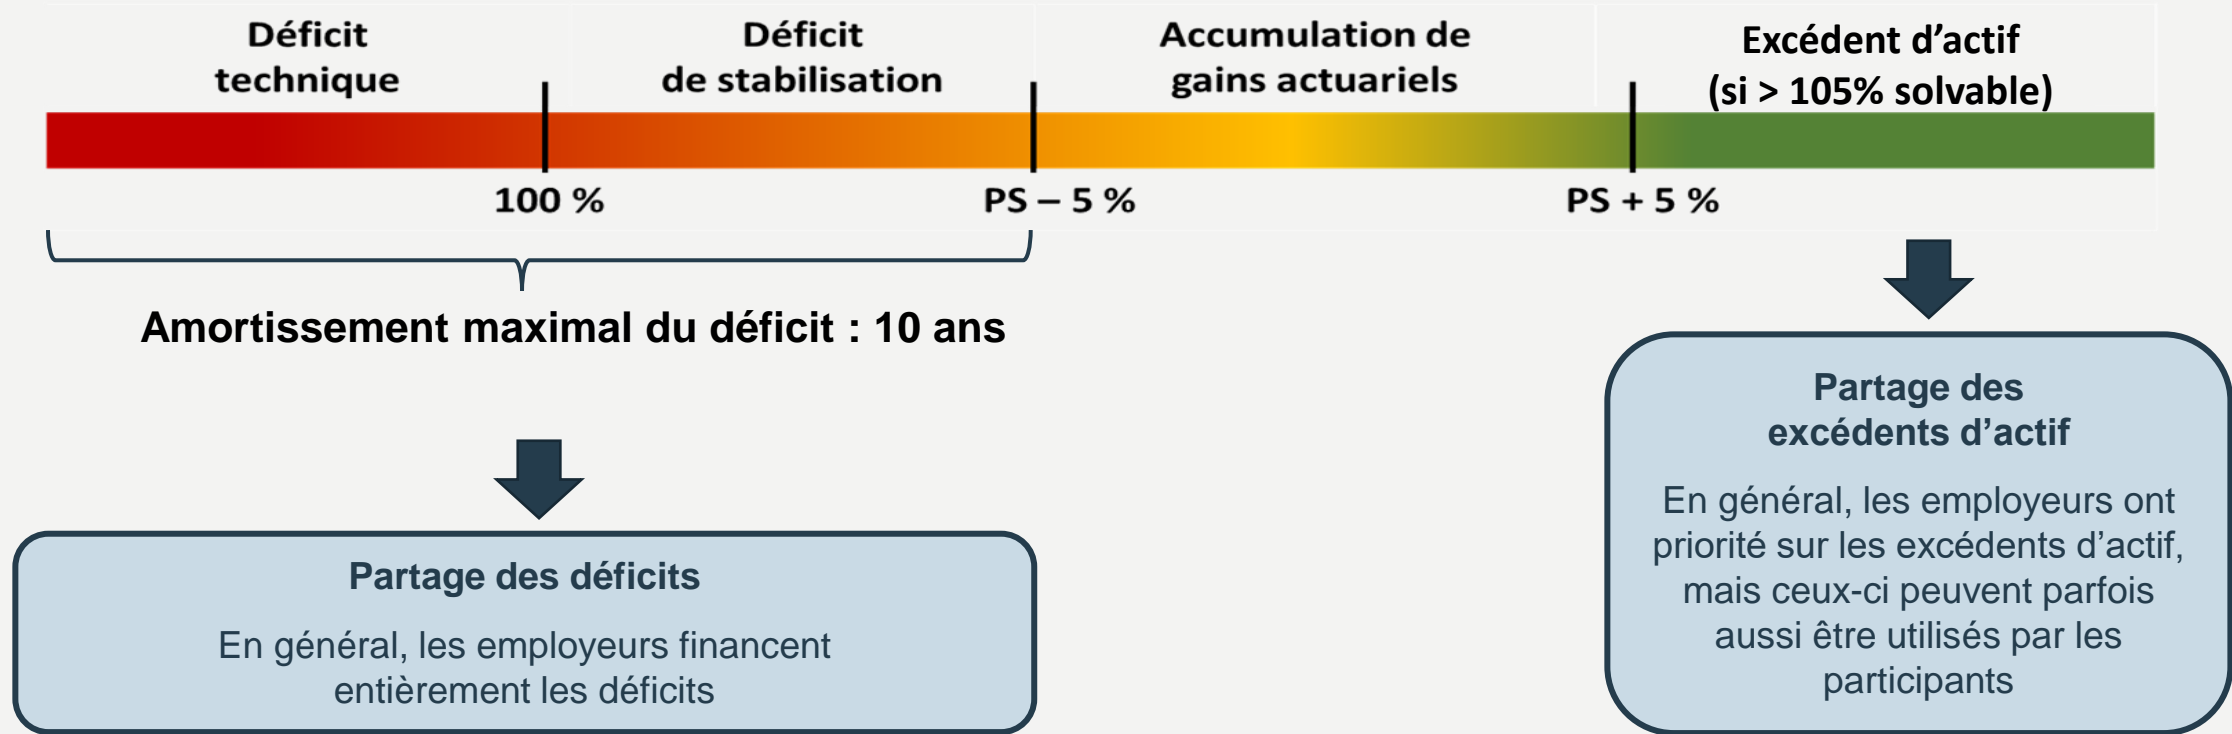 Déficit
technique
Déficit
de stabilisation
Accumulation de
gains actuariels
Excédent d’actif
(si > 105% solvable)
100 %
PS – 5 %
PS + 5 %
Amortissement maximal du déficit : 10 ans
Partage des déficits
En général, les employeurs financent
entièrement les déficits
Partage des
excédents d’actif
En général, les employeurs ont
priorité sur les excédents d’actif,
mais ceux-ci peuvent parfois
aussi être utilisés par les
participants